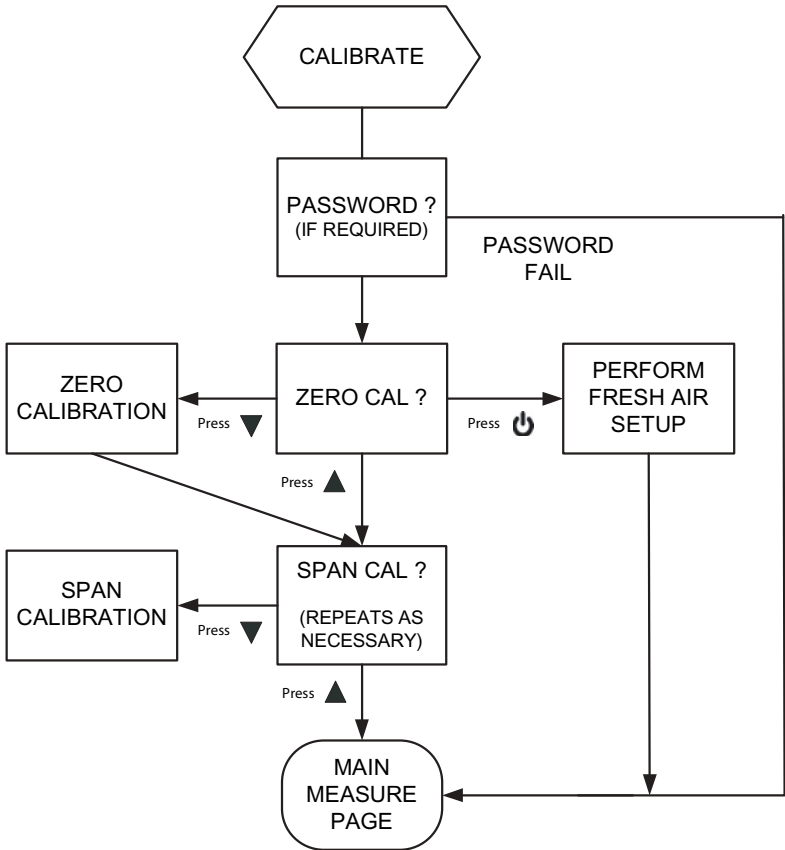 CALIBRATE
PASSWORD ?
(IF REQUIRED)
PASSWORD
FAIL
ZERO
CALIBRATION
Press
ZERO CAL ?
Press
PERFORM
FRESH AIR
SETUP
Press
SPAN
CALIBRATION
Press
SPAN CAL ?
(REPEATS AS
NECESSARY)
Press
MAIN
MEASURE
PAGE